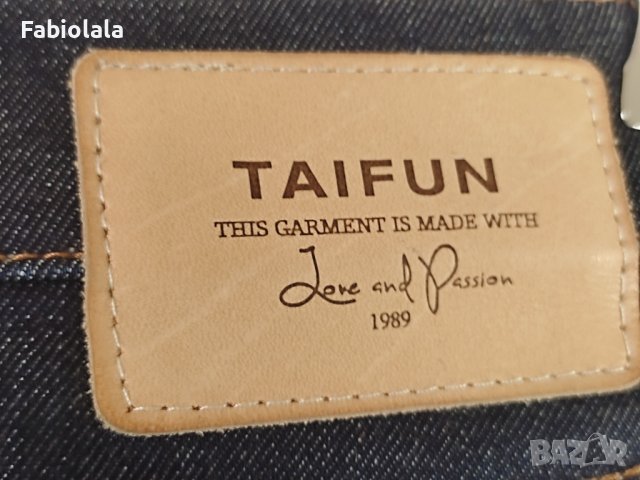 Fabiolala
TAIFUN
THIS GARMENT IS MADE WITH
Love and Passion
1989
BAZAR